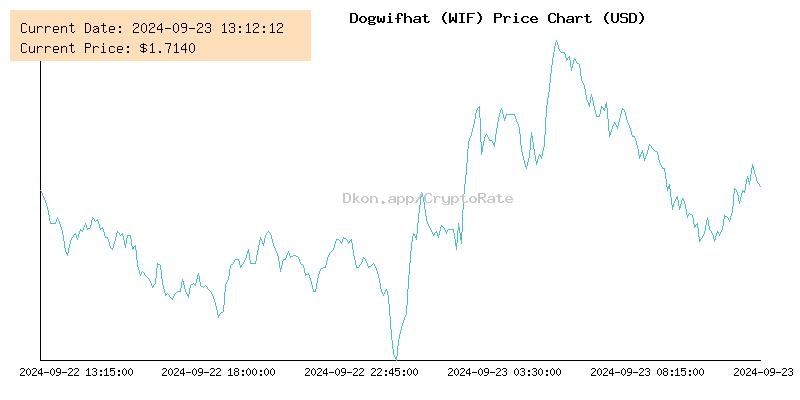 Dogwifhat (WIF) Price Chart (USD)
Current Date: 2024-09-23 13:12:12
Current Price: $1.7140
Dkon.app/CryptoRate
2024-09-22 13:15:00
2024-09-22 18:00:00
2024-09-22 22:45:00
2024-09-23 03:30:00
2024-09-23 08:15:00
2024-09-23